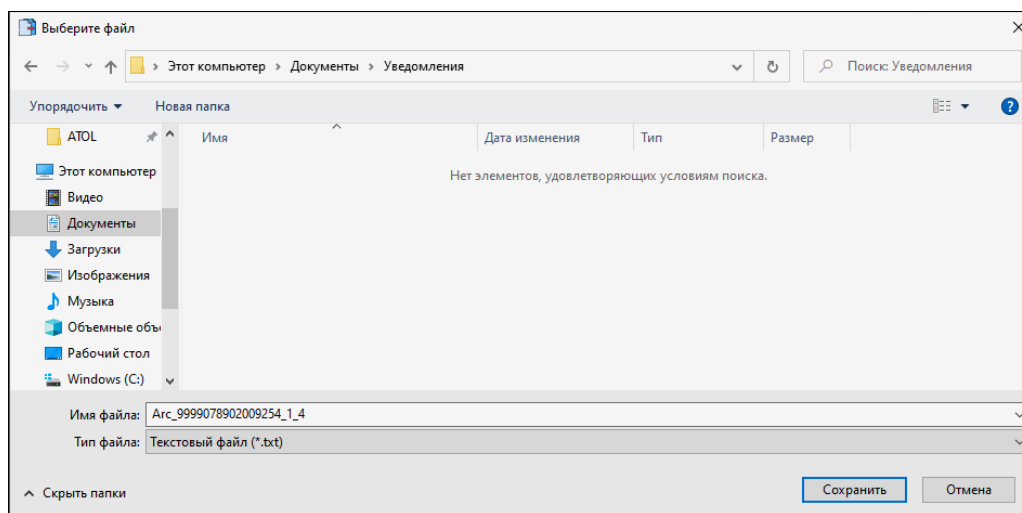 Выберите файл
Этот компьютер > Документы > Уведомления
Поиск: Уведомления
Упорядочить
Новая папка
ATOL
Этот компьютер
Видео
Документы
Загрузки
Изображения
Музыка
Объемные объ
Рабочий стол
Windows (C:)
Имя
Дата изменения
Тип
Размер
Нет элементов, удовлетворяющих условиям поиска.
Имя файла: Arc_9999078902009254_1_4
Тип файла: Текстовый файл (*.txt)
Скрыть папки
Сохранить
Отмена